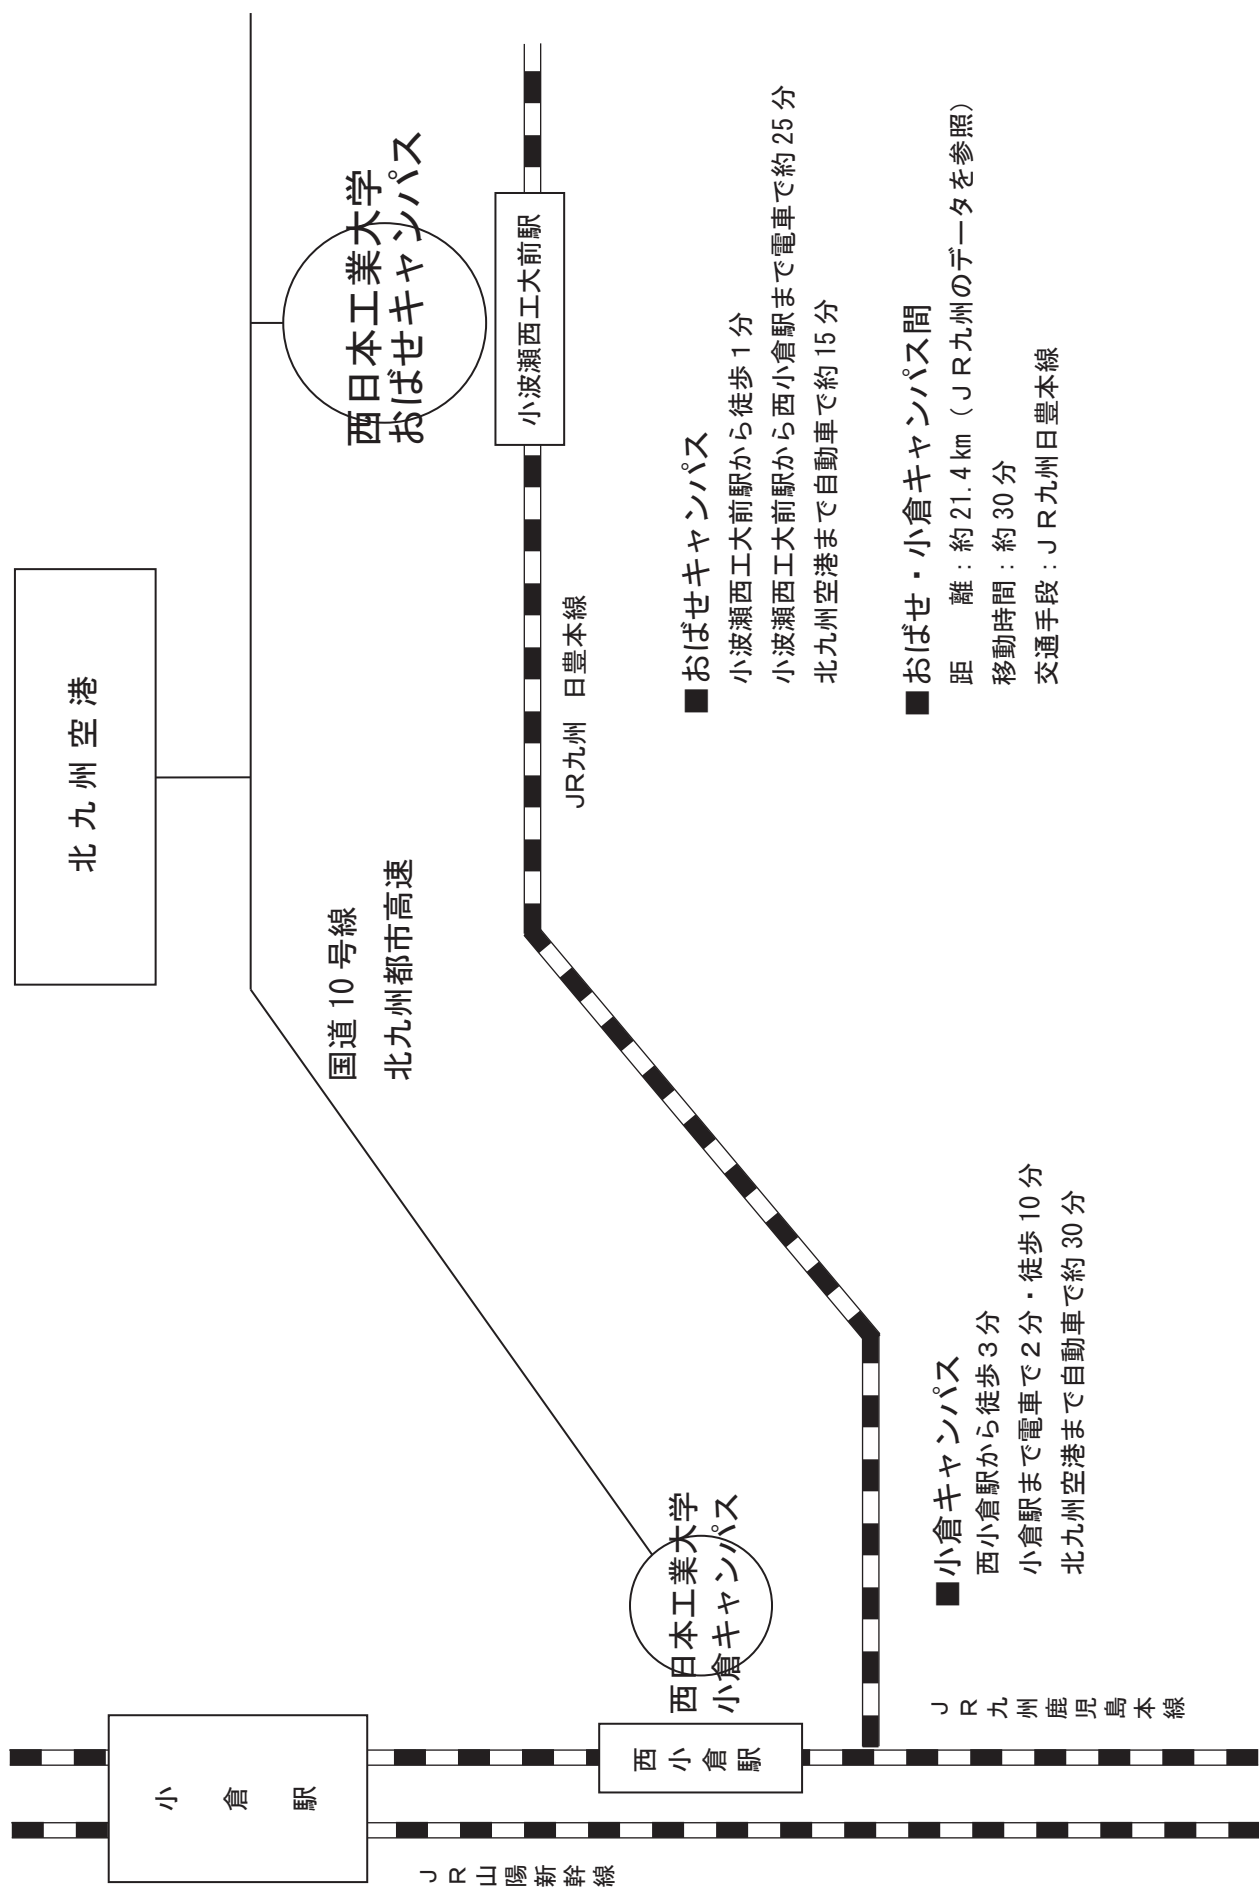 北九州空港
国道10号線
北九州都市高速
西日本工業大学
おばせキャンパス
小波瀬西工大前駅
JR九州　日豊本線
西日本工業大学
小倉キャンパス
小倉駅
西小倉駅
ＪＲ山陽新幹線
ＪＲ九州鹿児島本線
■小倉キャンパス
西小倉駅から徒歩３分
小倉駅まで電車で２分・徒歩10分
北九州空港まで自動車で約30分
■おばせキャンパス
小波瀬西工大前駅から徒歩１分
小波瀬西工大前駅から西小倉駅まで電車で約25分
北九州空港まで自動車で約15分
■おばせ・小倉キャンパス間
距　　離：約21.4㎞（ＪＲ九州のデータを参照）
移動時間：約30分
交通手段：ＪＲ九州日豊本線